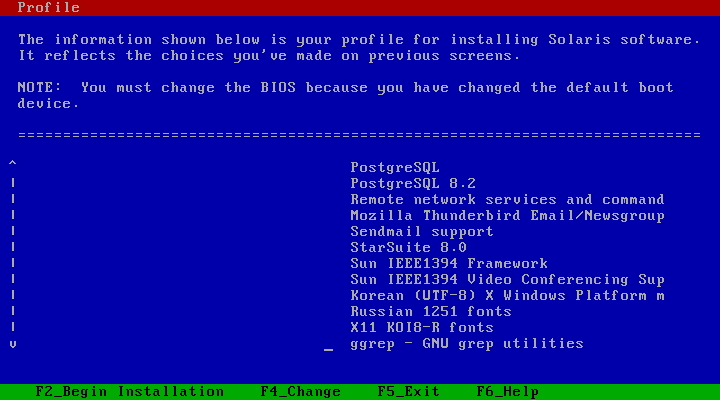 Profile
The information shown below is your profile for installing Solaris software.
It reflects the choices you've made on previous screens.
NOTE:  You must change the BIOS because you have changed the default boot
device.
============================================================================
^ PostgreSQL
| PostgreSQL 8.2
| Remote network services and command
| Mozilla Thunderbird Email/Newsgroup
| Sendmail support
| StarSuite 8.0
| Sun IEEE1394 Framework
| Sun IEEE1394 Video Conferencing Sup
| Korean (UTF-8) X Windows Platform m
| Russian 1251 fonts
| X11 KOI8-R fonts
v _ ggrep - GNU grep utilities
F2_Begin Installation    F4_Change    F5_Exit    F6_Help